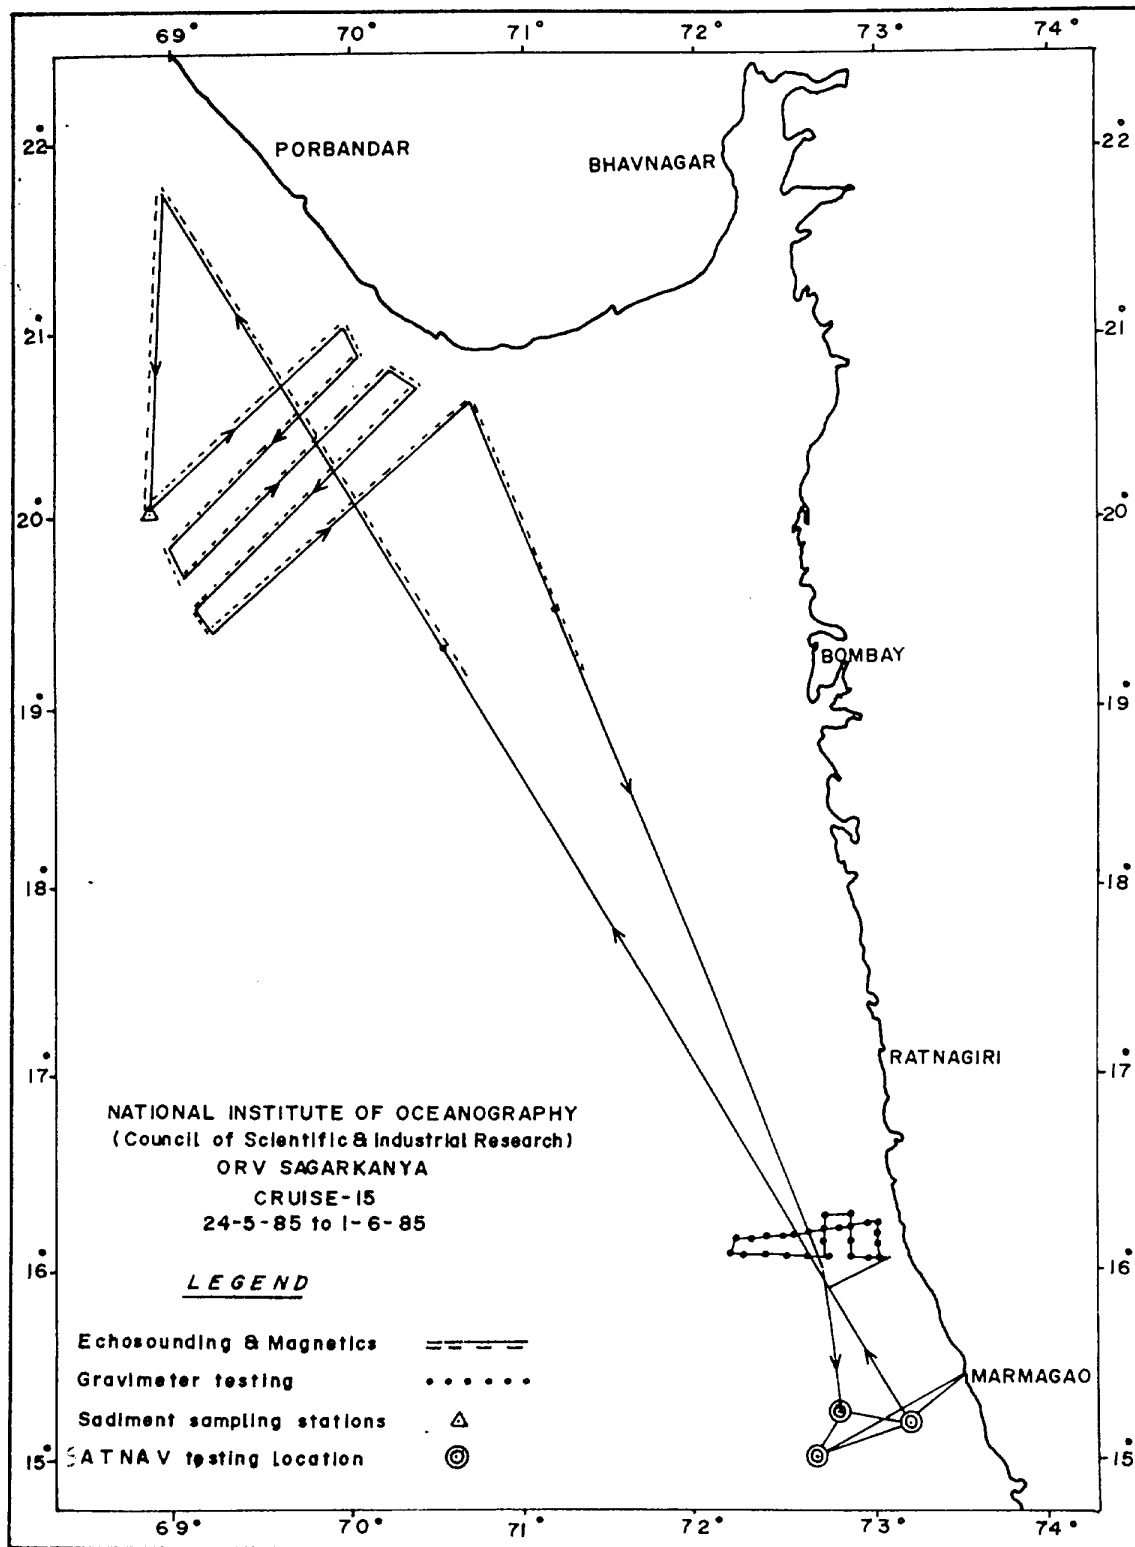 69° 70° 71° 72° 73° 74°
22° 22°
PORBANDAR
BHAVNAGAR
21° 21°
20° 20°
BOMBAY
19° 19°
18° 18°
RATNAGIRI
17° 17°
NATIONAL INSTITUTE OF OCEANOGRAPHY
(Council of Scientific & Industrial Research)
ORV SAGARKANYA
CRUISE-15
24-5-85 to 1-6-85
16° 16°
LEGEND
Echosounding & Magnetics
MARMAGAO
Gravimeter testing
Sadiment sampling stations
SATNAV testing Location
15° 15°
69° 70° 71° 72° 73° 74°